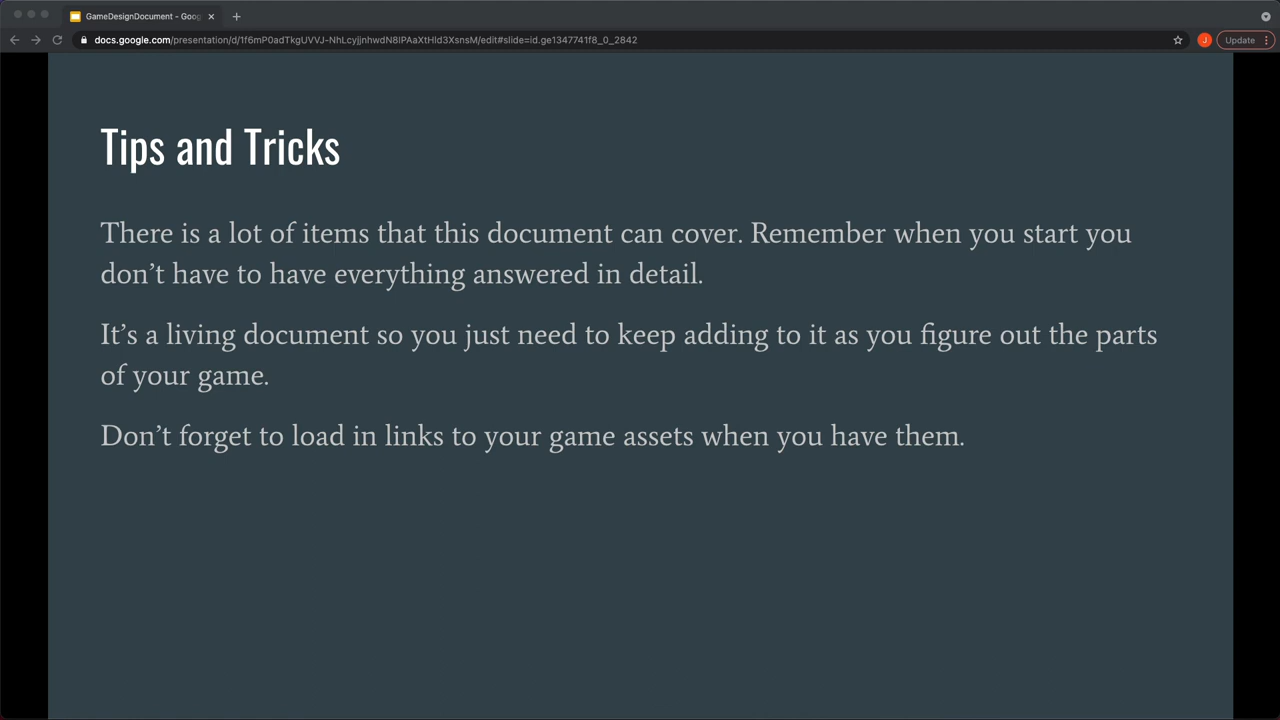 GameDesignDocument - Goog
docs.google.com/presentation/d/1f6mP0adTkgUVVJ-NhLcyjjnhwdN8lPAaXtHld3XsnsM/edit#slide=id.ge1347741f8_0_2842
J
Update
Tips and Tricks
There is a lot of items that this document can cover. Remember when you start you
don’t have to have everything answered in detail.
It’s a living document so you just need to keep adding to it as you figure out the parts
of your game.
Don’t forget to load in links to your game assets when you have them.